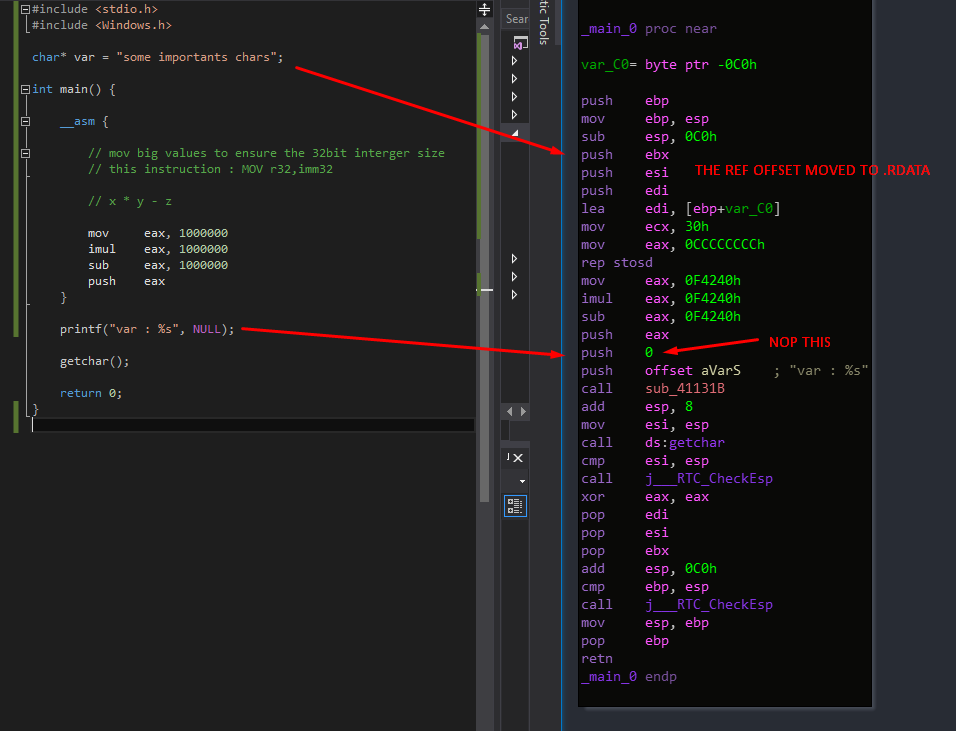 #include <stdio.h>
#include <Windows.h>
char* var = "some importants chars";
int main() {
__asm {
// mov big values to ensure the 32bit interger size
// this instruction : MOV r32,imm32
// x * y - z
mov eax, 1000000
imul eax, 1000000
sub eax, 1000000
push eax
}
printf("var : %s", NULL);
getchar();
return 0;
}
Sear
tic Tools
_main_0 proc near
var_C0= byte ptr -0C0h
push ebp
mov ebp, esp
sub esp, 0C0h
push ebx
push esi
THE REF OFFSET MOVED TO .RDATA
push edi
lea edi, [ebp+var_C0]
mov ecx, 30h
mov eax, 0CCCCCCCCh
rep stosd
mov eax, 0F4240h
imul eax, 0F4240h
sub eax, 0F4240h
push eax
push 0
NOP THIS
push offset aVarS ; "var : %s"
call sub_41131B
add esp, 8
mov esi, esp
call ds:getchar
cmp esi, esp
call j___RTC_CheckEsp
xor eax, eax
pop edi
pop esi
pop ebx
add esp, 0C0h
cmp ebp, esp
call j___RTC_CheckEsp
mov esp, ebp
pop ebp
retn
_main_0 endp